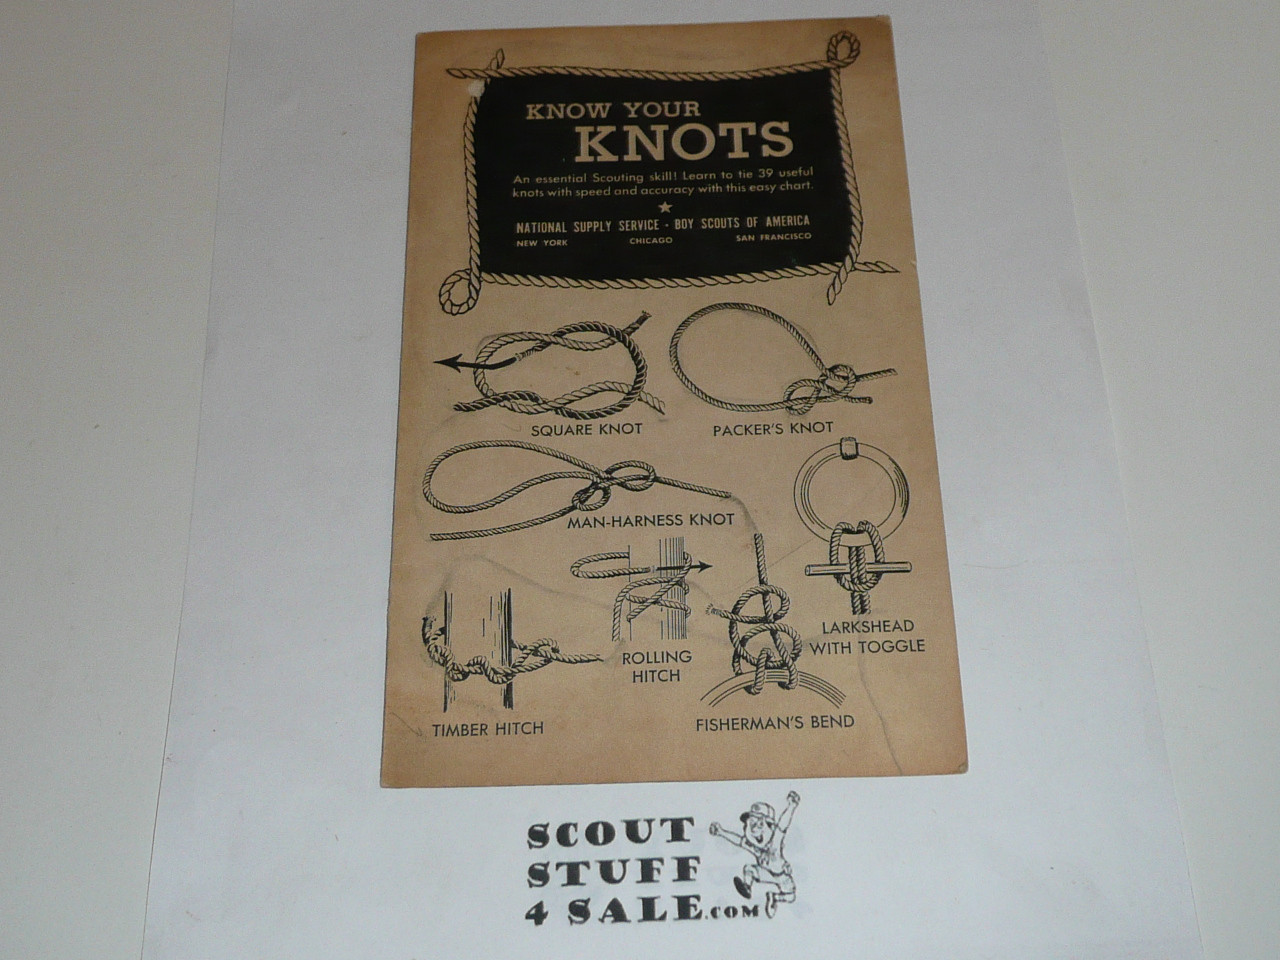 KNOW YOUR
KNOTS
An essential Scouting skill! Learn to tie 39 useful
knots with speed and accuracy with this easy chart.
NATIONAL SUPPLY SERVICE · BOY SCOUTS OF AMERICA
NEW YORK CHICAGO SAN FRANCISCO
SQUARE KNOT
PACKER'S KNOT
MAN-HARNESS KNOT
LARKSHEAD
WITH TOGGLE
ROLLING
HITCH
TIMBER HITCH
FISHERMAN'S BEND
SCOUT
STUFF
4 SALE.COM